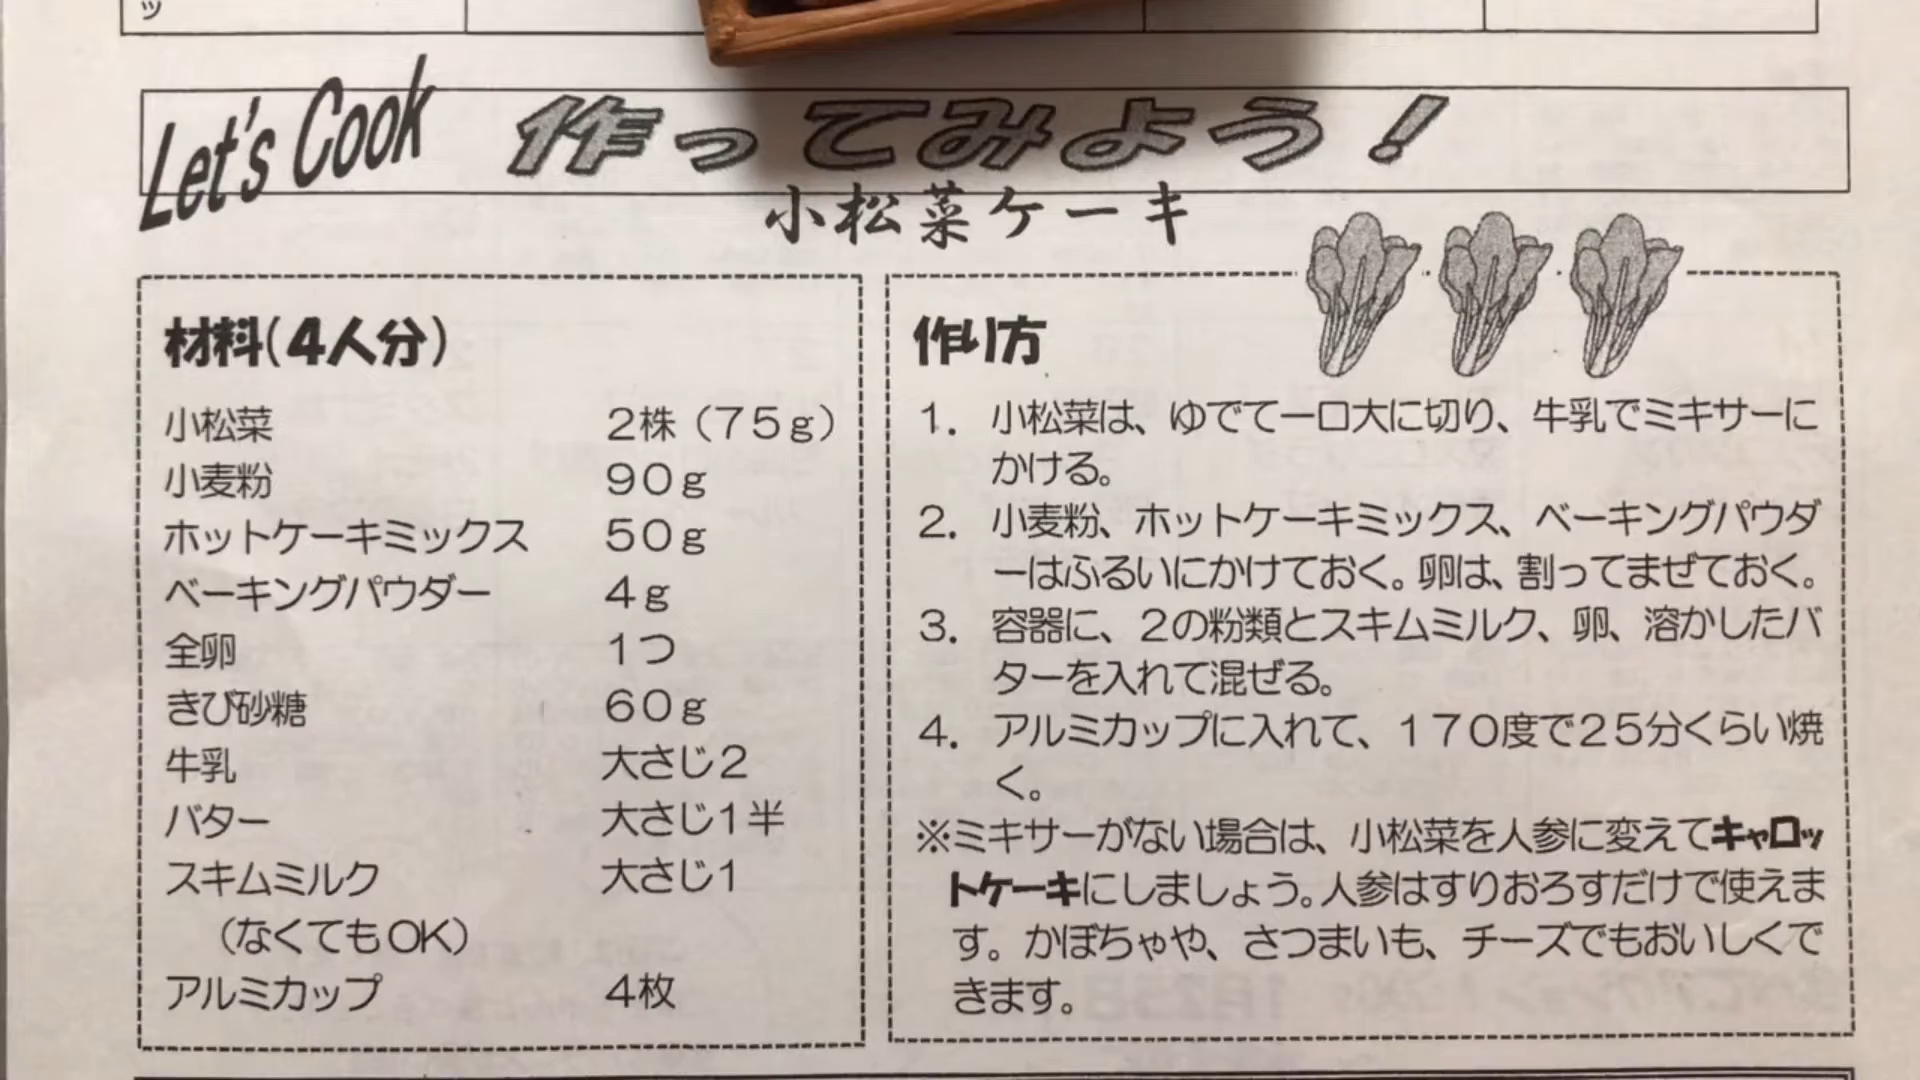 ッ
Let's Cook 作ってみよう!
小松菜ケーキ
材料(4人分)
小松菜 2株(75g)
小麦粉 90g
ホットケーキミックス 50g
ベーキングパウダー 4g
全卵 1つ
きび砂糖 60g
牛乳 大さじ2
バター 大さじ1半
スキムミルク 大さじ1
(なくてもOK)
アルミカップ 4枚
作り方
1. 小松菜は、ゆでて一口大に切り、牛乳でミキサーに
かける。
2. 小麦粉、ホットケーキミックス、ベーキングパウダ
ーはふるいにかけておく。卵は、割ってまぜておく。
3. 容器に、2の粉類とスキムミルク、卵、溶かしたバ
ターを入れて混ぜる。
4. アルミカップに入れて、170度で25分くらい焼
く。
※ミキサーがない場合は、小松菜を人参に変えてキャロッ
トケーキにしましょう。人参はすりおろすだけで使えま
す。かぼちゃや、さつまいも、チーズでもおいしくで
きます。